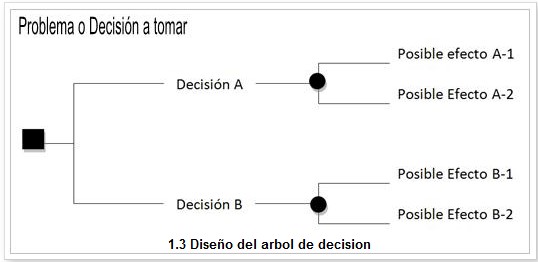 Problema o Decisión a tomar
Posible efecto A-1
Decisión A
Posible Efecto A-2
Posible Efecto B-1
Decisión B
Posible Efecto B-2
1.3 Diseño del arbol de decision